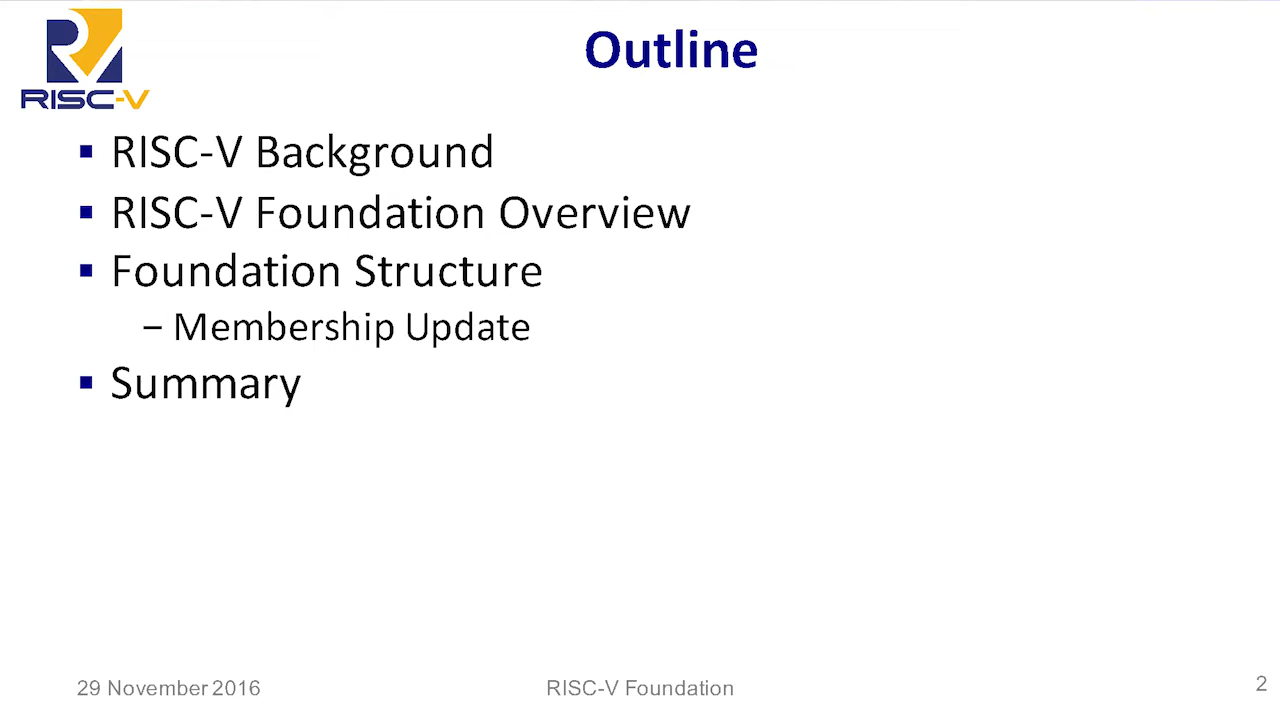 RISC-V
Outline
▪ RISC-V Background
▪ RISC-V Foundation Overview
▪ Foundation Structure
– Membership Update
▪ Summary
29 November 2016
RISC-V Foundation
2